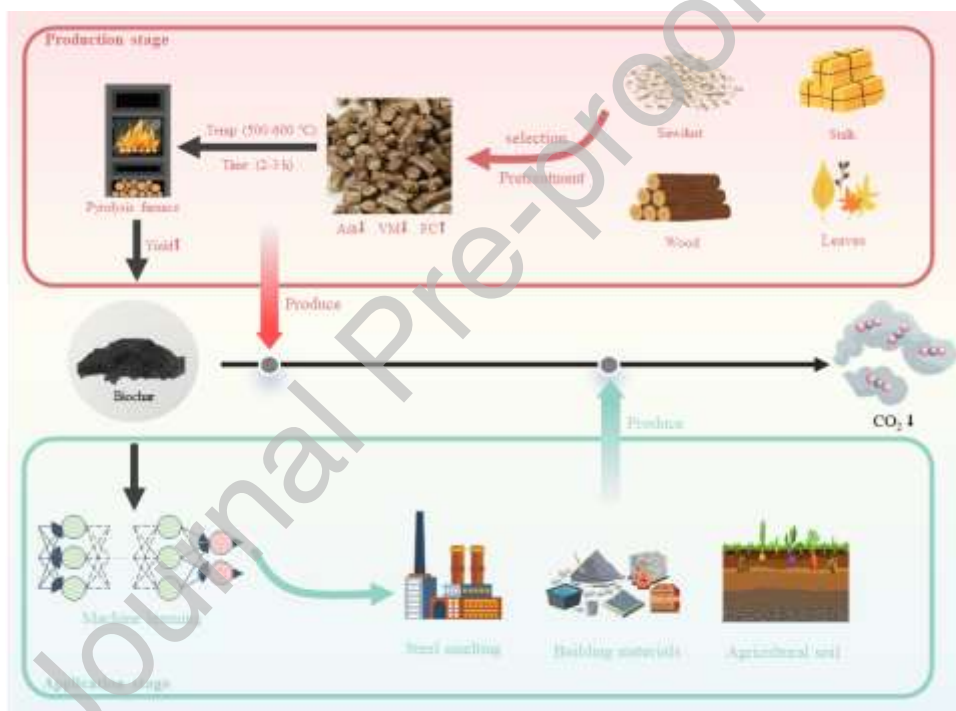 Production stage
Sawdust
Stalk
selection
Pretreatment
Temp (500-600 °C)
Time (2-3 h)
Pyrolysis furnace
Ash↓ VM↓ FC↑
Wood
Leaves
Yield↑
Produce
Biochar
CO₂↓
Produce
Machine learning
Steel smelting
Building materials
Agricultural soil
Application stage
Journal Pre-proof